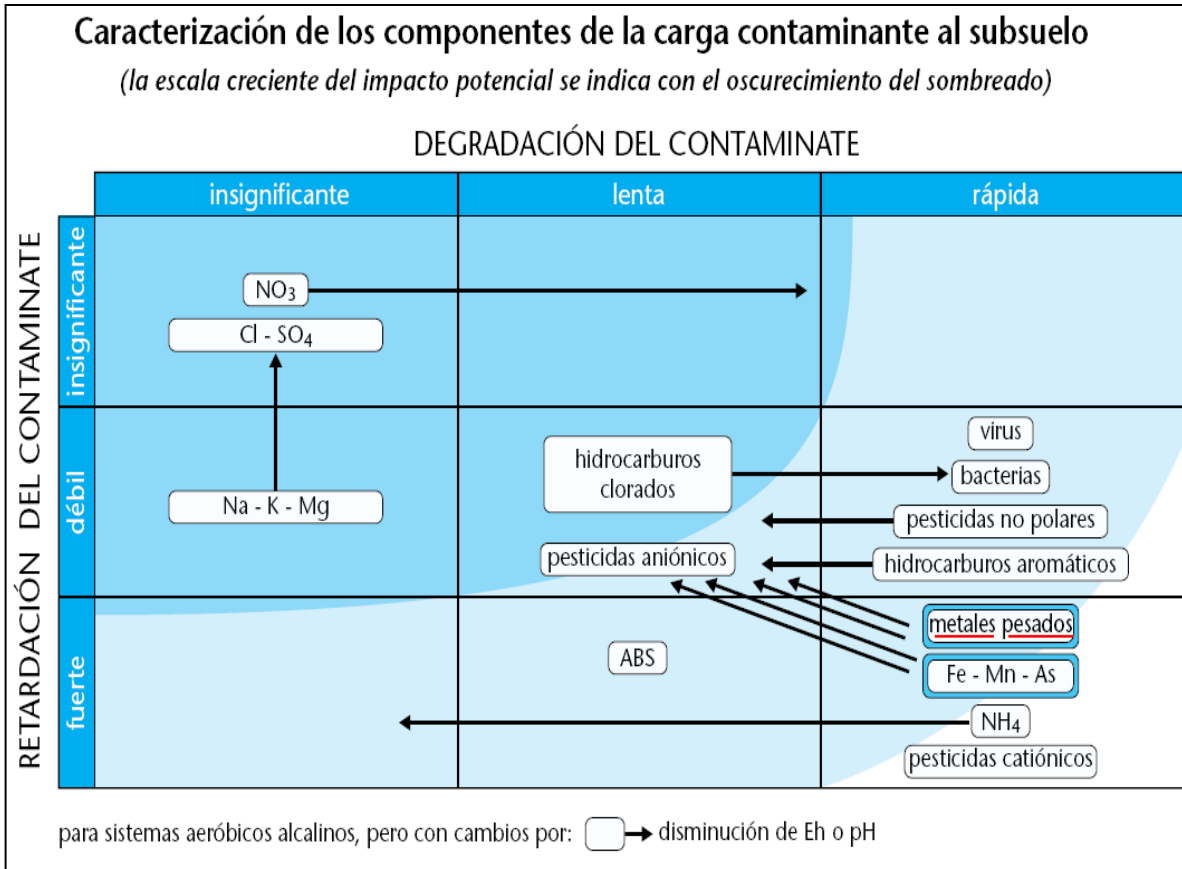 Caracterización de los componentes de la carga contaminante al subsuelo
(la escala creciente del impacto potencial se indica con el oscurecimiento del sombreado)
DEGRADACIÓN DEL CONTAMINATE
insignificante lenta rápida
RETARDACIÓN DEL CONTAMINATE
insignificante
NO3
Cl - SO4
débil
virus
hidrocarburos
clorados
bacterias
Na - K - Mg
pesticidas no polares
pesticidas aniónicos
hidrocarburos aromáticos
fuerte
metales pesados
ABS
Fe - Mn - As
NH4
pesticidas catiónicos
para sistemas aeróbicos alcalinos, pero con cambios por: disminución de Eh o pH